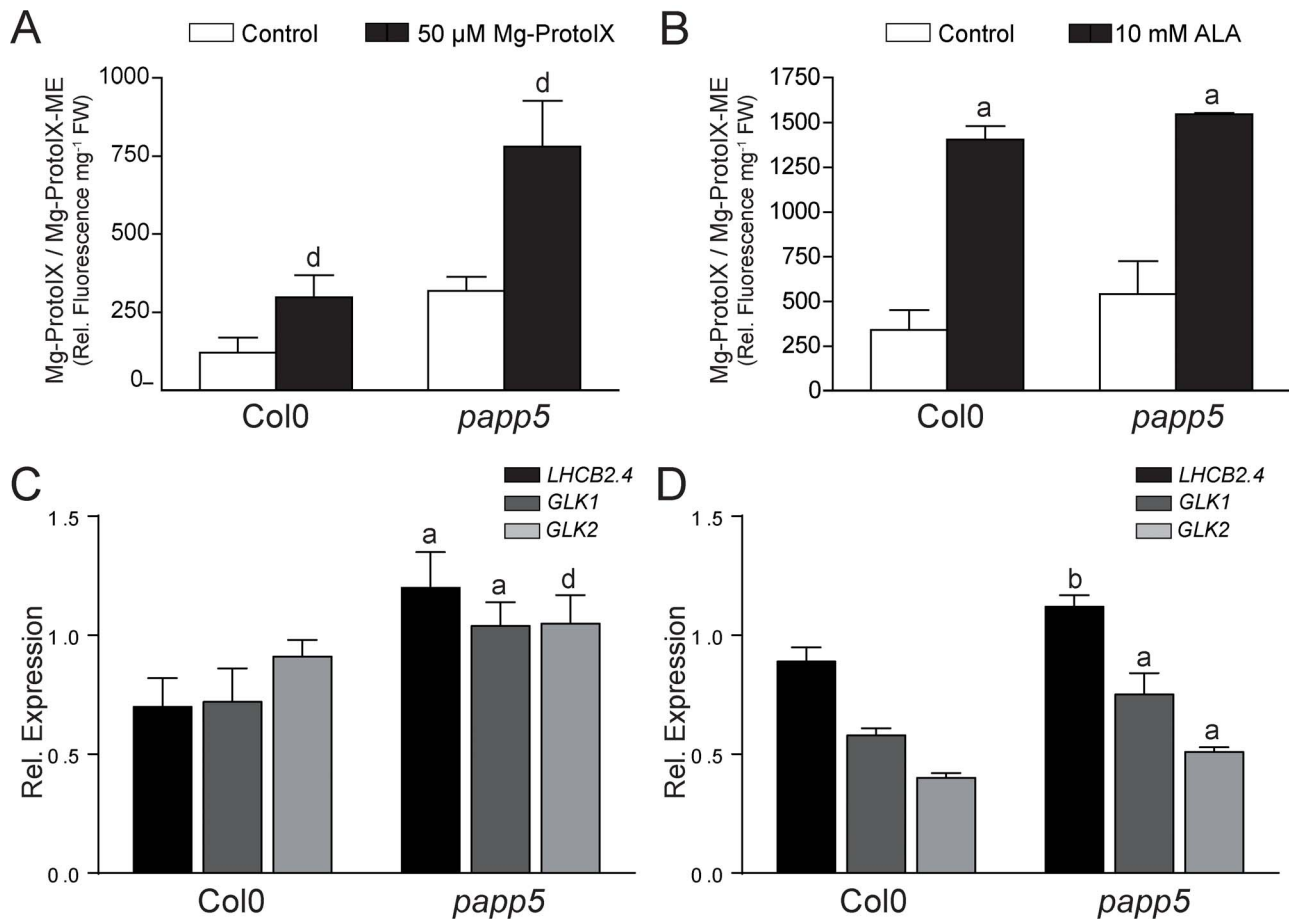 A
Control
50 µM Mg-ProtoIX
Mg-ProtoIX / Mg-ProtoIX-ME
(Rel. Fluorescence mg⁻¹ FW)
1000
750
500
250
0
d
d
Col0
papp5
B
Control
10 mM ALA
Mg-ProtoIX / Mg-ProtoIX-ME
(Rel. Fluorescence mg⁻¹ FW)
1750
1500
1250
1000
750
500
250
0
a
a
Col0
papp5
C
LHCB2.4
GLK1
GLK2
Rel. Expression
1.5
1.0
0.5
0.0
a
a
d
Col0
papp5
D
LHCB2.4
GLK1
GLK2
Rel. Expression
1.5
1.0
0.5
0.0
b
a
a
Col0
papp5